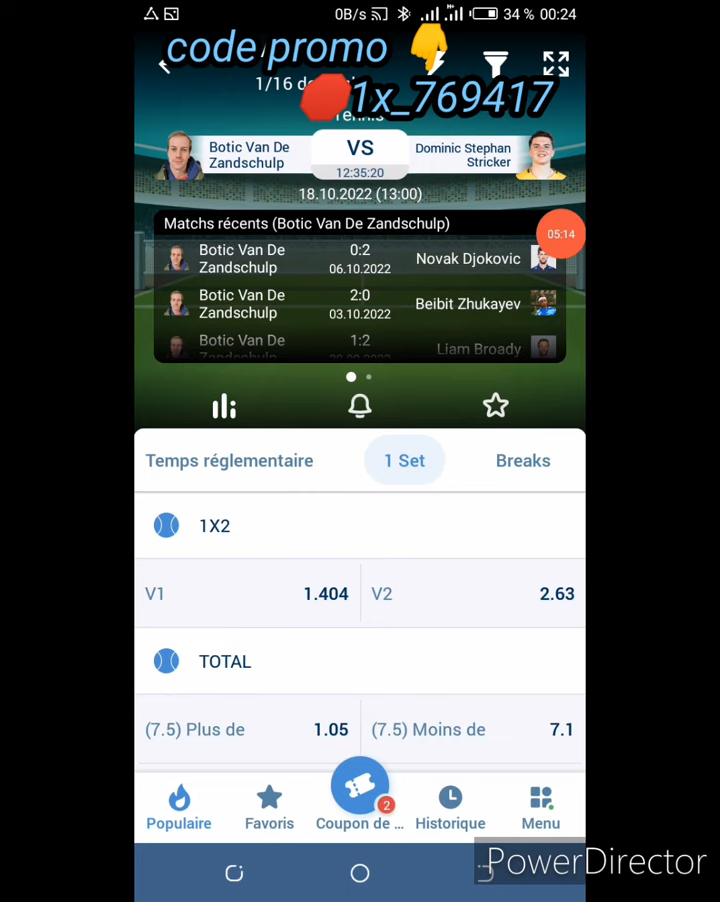 0B/s 34 % 00:24
code promo
1/16 de
1x_769417
Tennis
Botic Van De
Zandschulp
VS
12:35:20
Dominic Stephan
Stricker
18.10.2022 (13:00)
Matchs récents (Botic Van De Zandschulp)
05:14
Botic Van De
Zandschulp
0:2
06.10.2022
Novak Djokovic
Botic Van De
Zandschulp
2:0
03.10.2022
Beibit Zhukayev
Botic Van De
Zandschulp
1:2
Liam Broady
Temps réglementaire 1 Set Breaks
1X2
V1 1.404 V2 2.63
TOTAL
(7.5) Plus de 1.05 (7.5) Moins de 7.1
2
Populaire Favoris Coupon de ... Historique Menu
PowerDirector